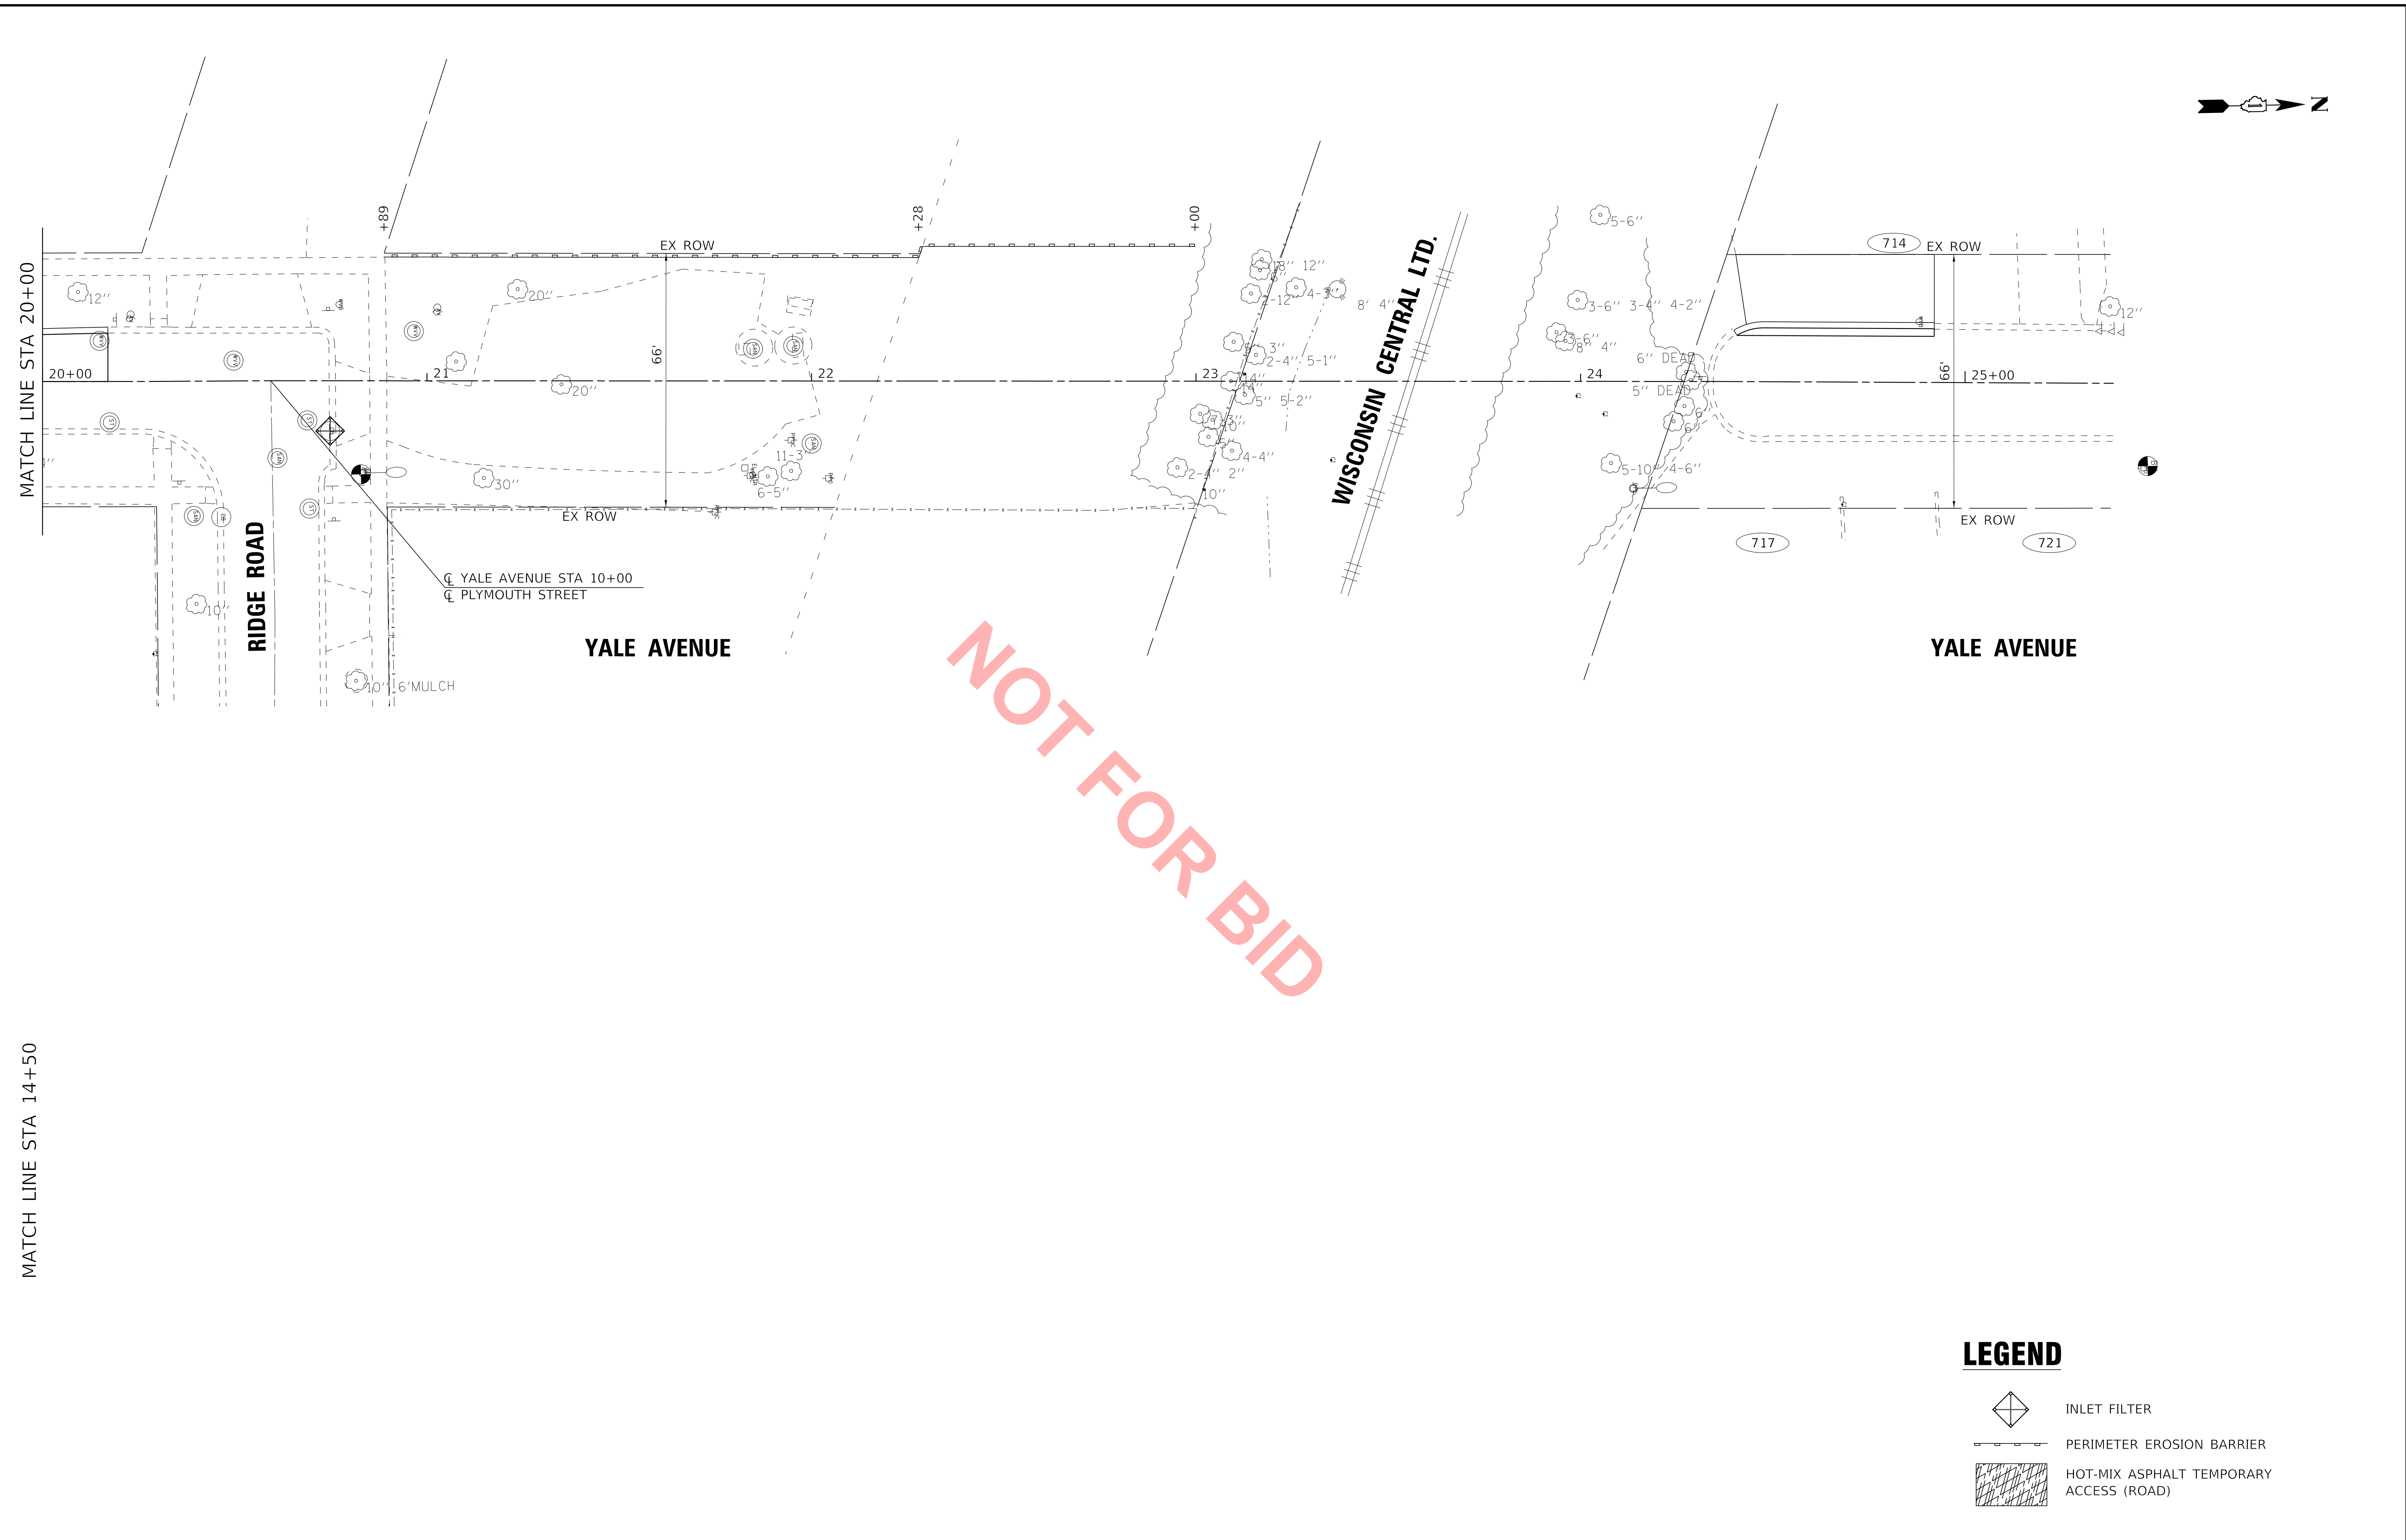 N
+89
+28
+00
EX ROW
714
EX ROW
5-6"
18" 12"
4-3"
2-12"
8' 4"
3-6" 3-4" 4-2"
12"
12"
20"
3-6"
8" 4"
3"
2-4" 5-1"
6" DEAD
66'
66'
MATCH LINE STA 20+00
20+00
21
22
23
24
25+00
20"
14"
5" 5-2"
5" DEAD
WISCONSIN CENTRAL LTD.
6"
6"
11-3"
4-4"
5-10" 4-6"
2-4" 2"
30"
6-5"
10"
EX ROW
EX ROW
717
721
RIDGE ROAD
℄ YALE AVENUE STA 10+00
℄ PLYMOUTH STREET
10"
YALE AVENUE
YALE AVENUE
10" 6'MULCH
NOT FOR BID
MATCH LINE STA 14+50
LEGEND
INLET FILTER
PERIMETER EROSION BARRIER
HOT-MIX ASPHALT TEMPORARY
ACCESS (ROAD)